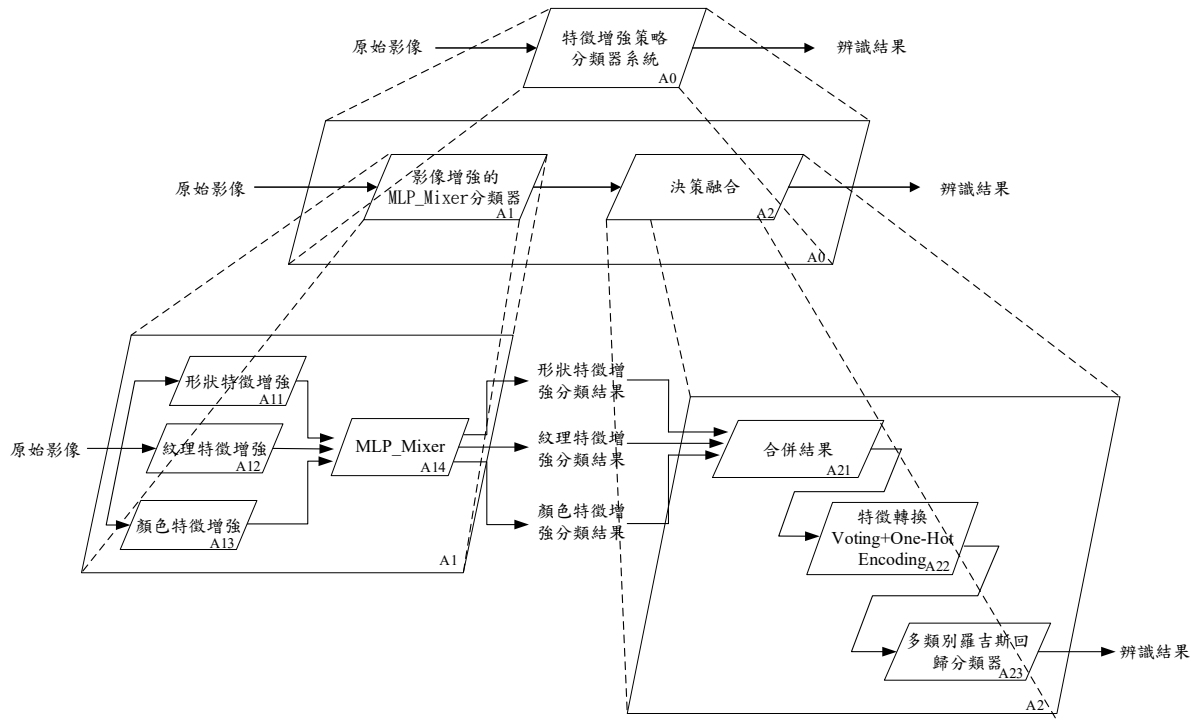 原始影像
特徵增強策略
分類器系統
A0
辨識結果
原始影像
影像增強的
MLP_Mixer分類器
A1
決策融合
A2
辨識結果
A0
原始影像
形狀特徵增強
A11
紋理特徵增強
A12
顏色特徵增強
A13
MLP_Mixer
A14
A1
形狀特徵增
強分類結果
紋理特徵增
強分類結果
顏色特徵增
強分類結果
合併結果
A21
特徵轉換
Voting+One-Hot
Encoding
A22
多類別羅吉斯回
歸分類器
A23
辨識結果
A2